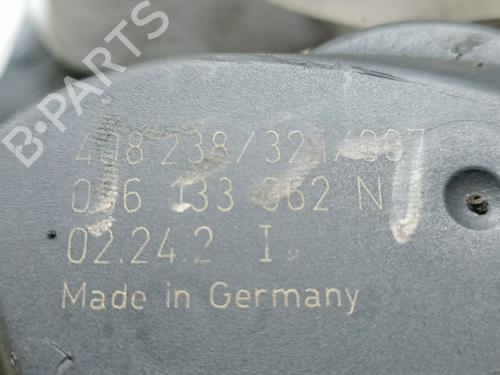 B-PARTS
408 238/321/007
036 133 062 N
02.24.2 I
Made in Germany